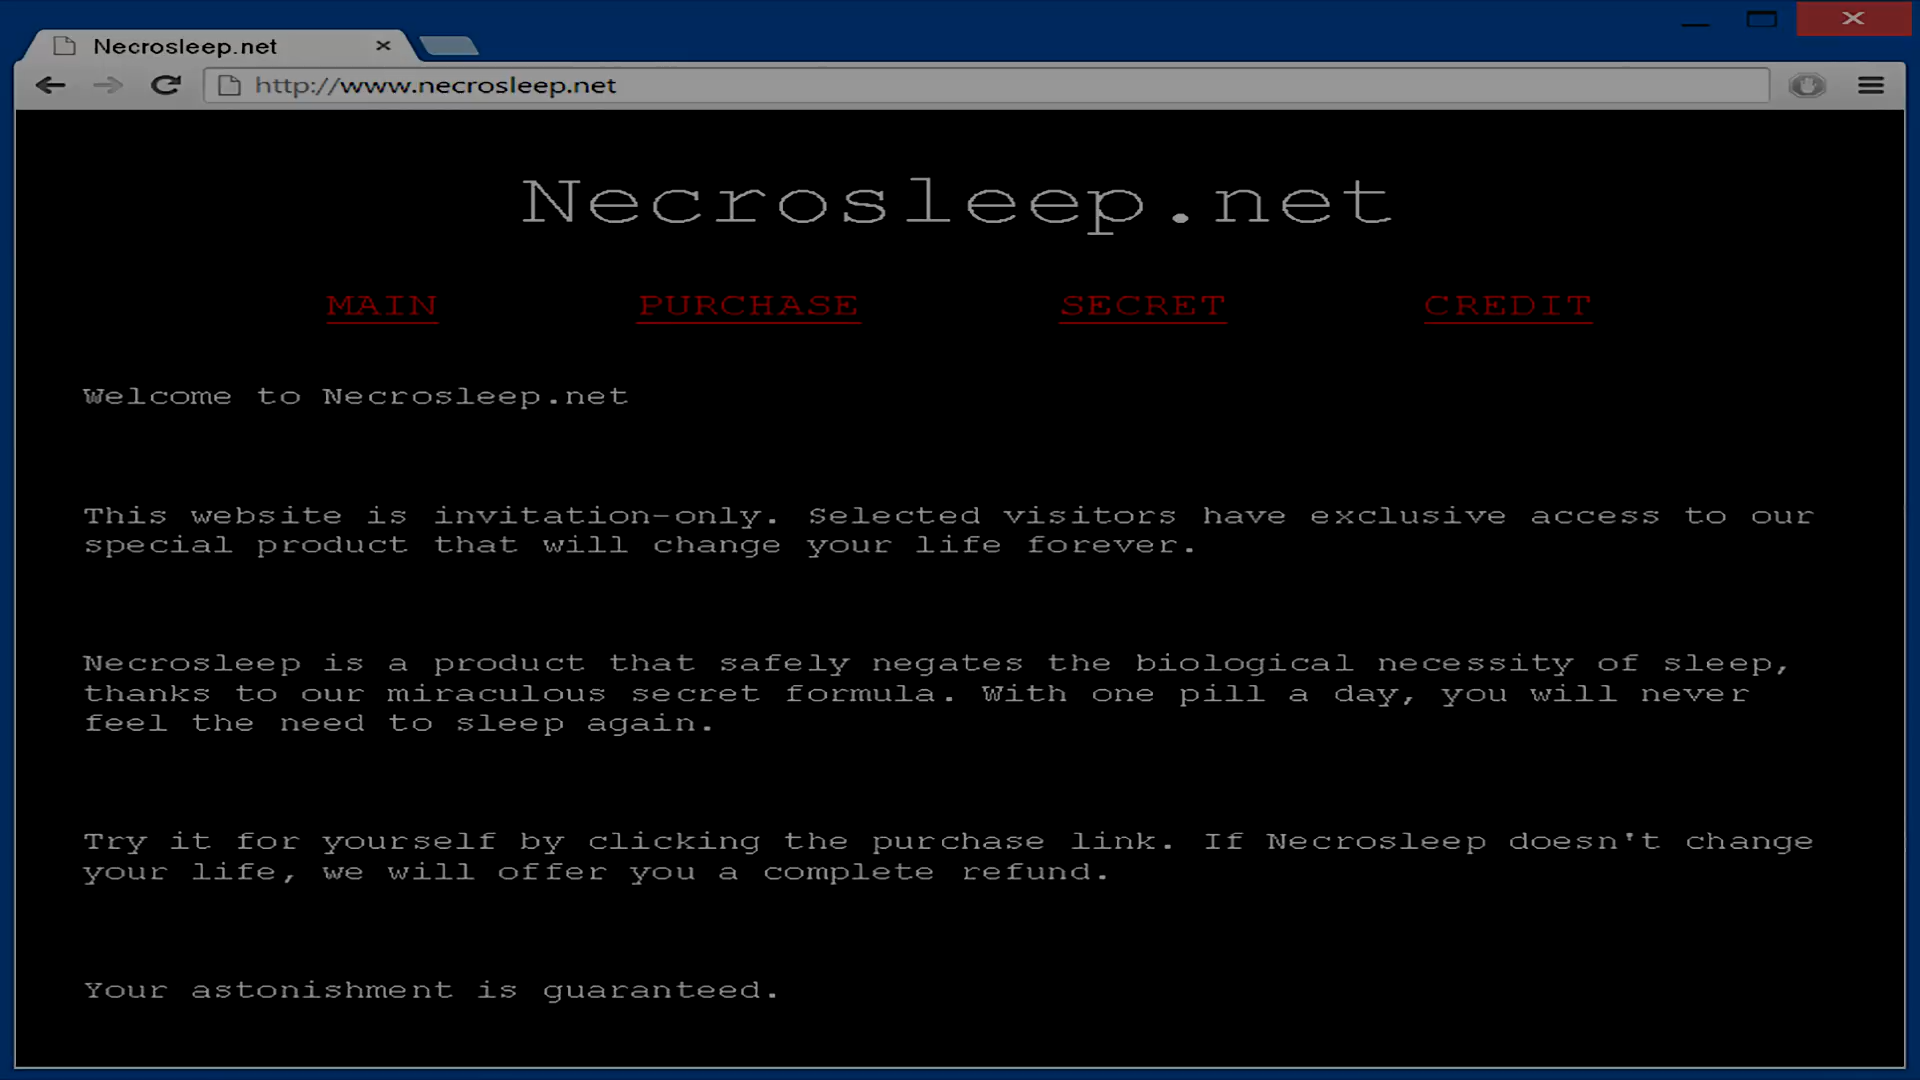 Necrosleep.net
http://www.necrosleep.net
Necrosleep.net
MAIN PURCHASE SECRET CREDIT
Welcome to Necrosleep.net
This website is invitation-only. Selected visitors have exclusive access to our
special product that will change your life forever.
Necrosleep is a product that safely negates the biological necessity of sleep,
thanks to our miraculous secret formula. With one pill a day, you will never
feel the need to sleep again.
Try it for yourself by clicking the purchase link. If Necrosleep doesn't change
your life, we will offer you a complete refund.
Your astonishment is guaranteed.